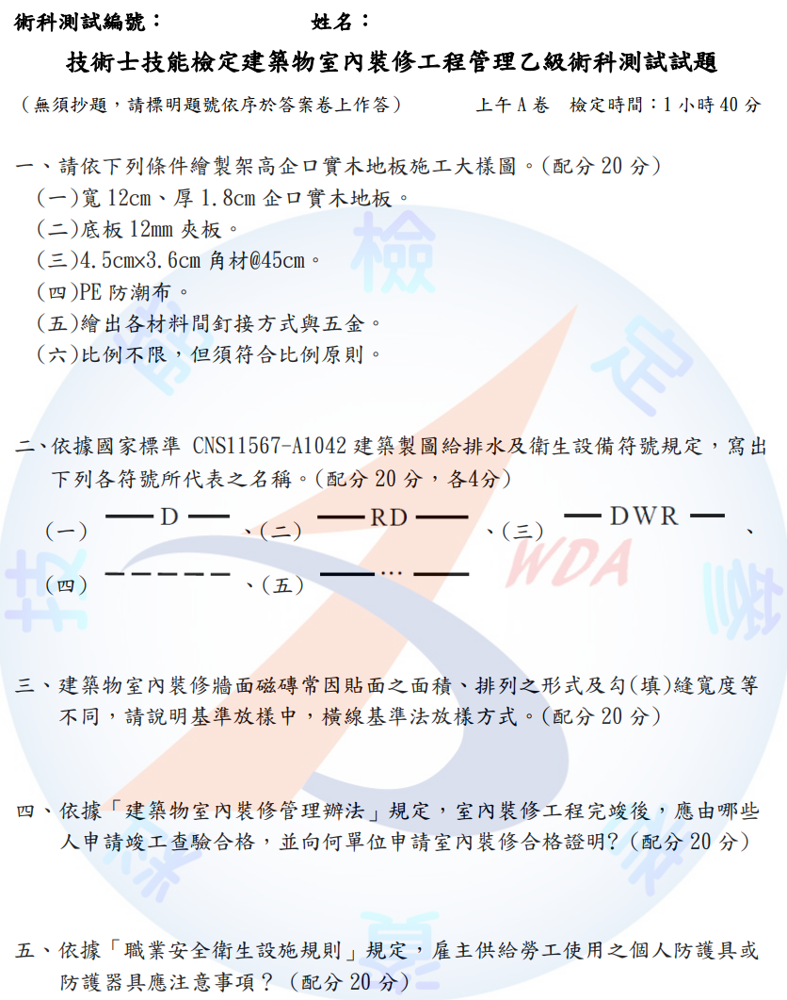 術科測試編號： 姓名：
技術士技能檢定建築物室內裝修工程管理乙級術科測試試題
（無須抄題，請標明題號依序於答案卷上作答） 上午 A 卷 檢定時間：1 小時 40 分
一、請依下列條件繪製架高企口實木地板施工大樣圖。(配分 20 分)
(一)寬 12cm、厚 1.8cm 企口實木地板。
(二)底板 12mm 夾板。
(三)4.5cm×3.6cm 角材@45cm。
(四)PE 防潮布。
(五)繪出各材料間釘接方式與五金。
(六)比例不限，但須符合比例原則。
二、依據國家標準 CNS11567-A1042 建築製圖給排水及衛生設備符號規定，寫出
下列各符號所代表之名稱。(配分 20 分，各4分)
(一) D 、(二) RD 、(三) DWR 、
(四) 、(五) ...
三、建築物室內裝修牆面磁磚常因貼面之面積、排列之形式及勾(填)縫寬度等
不同，請說明基準放樣中，橫線基準法放樣方式。(配分 20 分)
四、依據「建築物室內裝修管理辦法」規定，室內裝修工程完竣後，應由哪些
人申請竣工查驗合格，並向何單位申請室內裝修合格證明? (配分 20 分)
五、依據「職業安全衛生設施規則」規定，雇主供給勞工使用之個人防護具或
防護器具應注意事項？ (配分 20 分)
WDA
技
能
檢
定